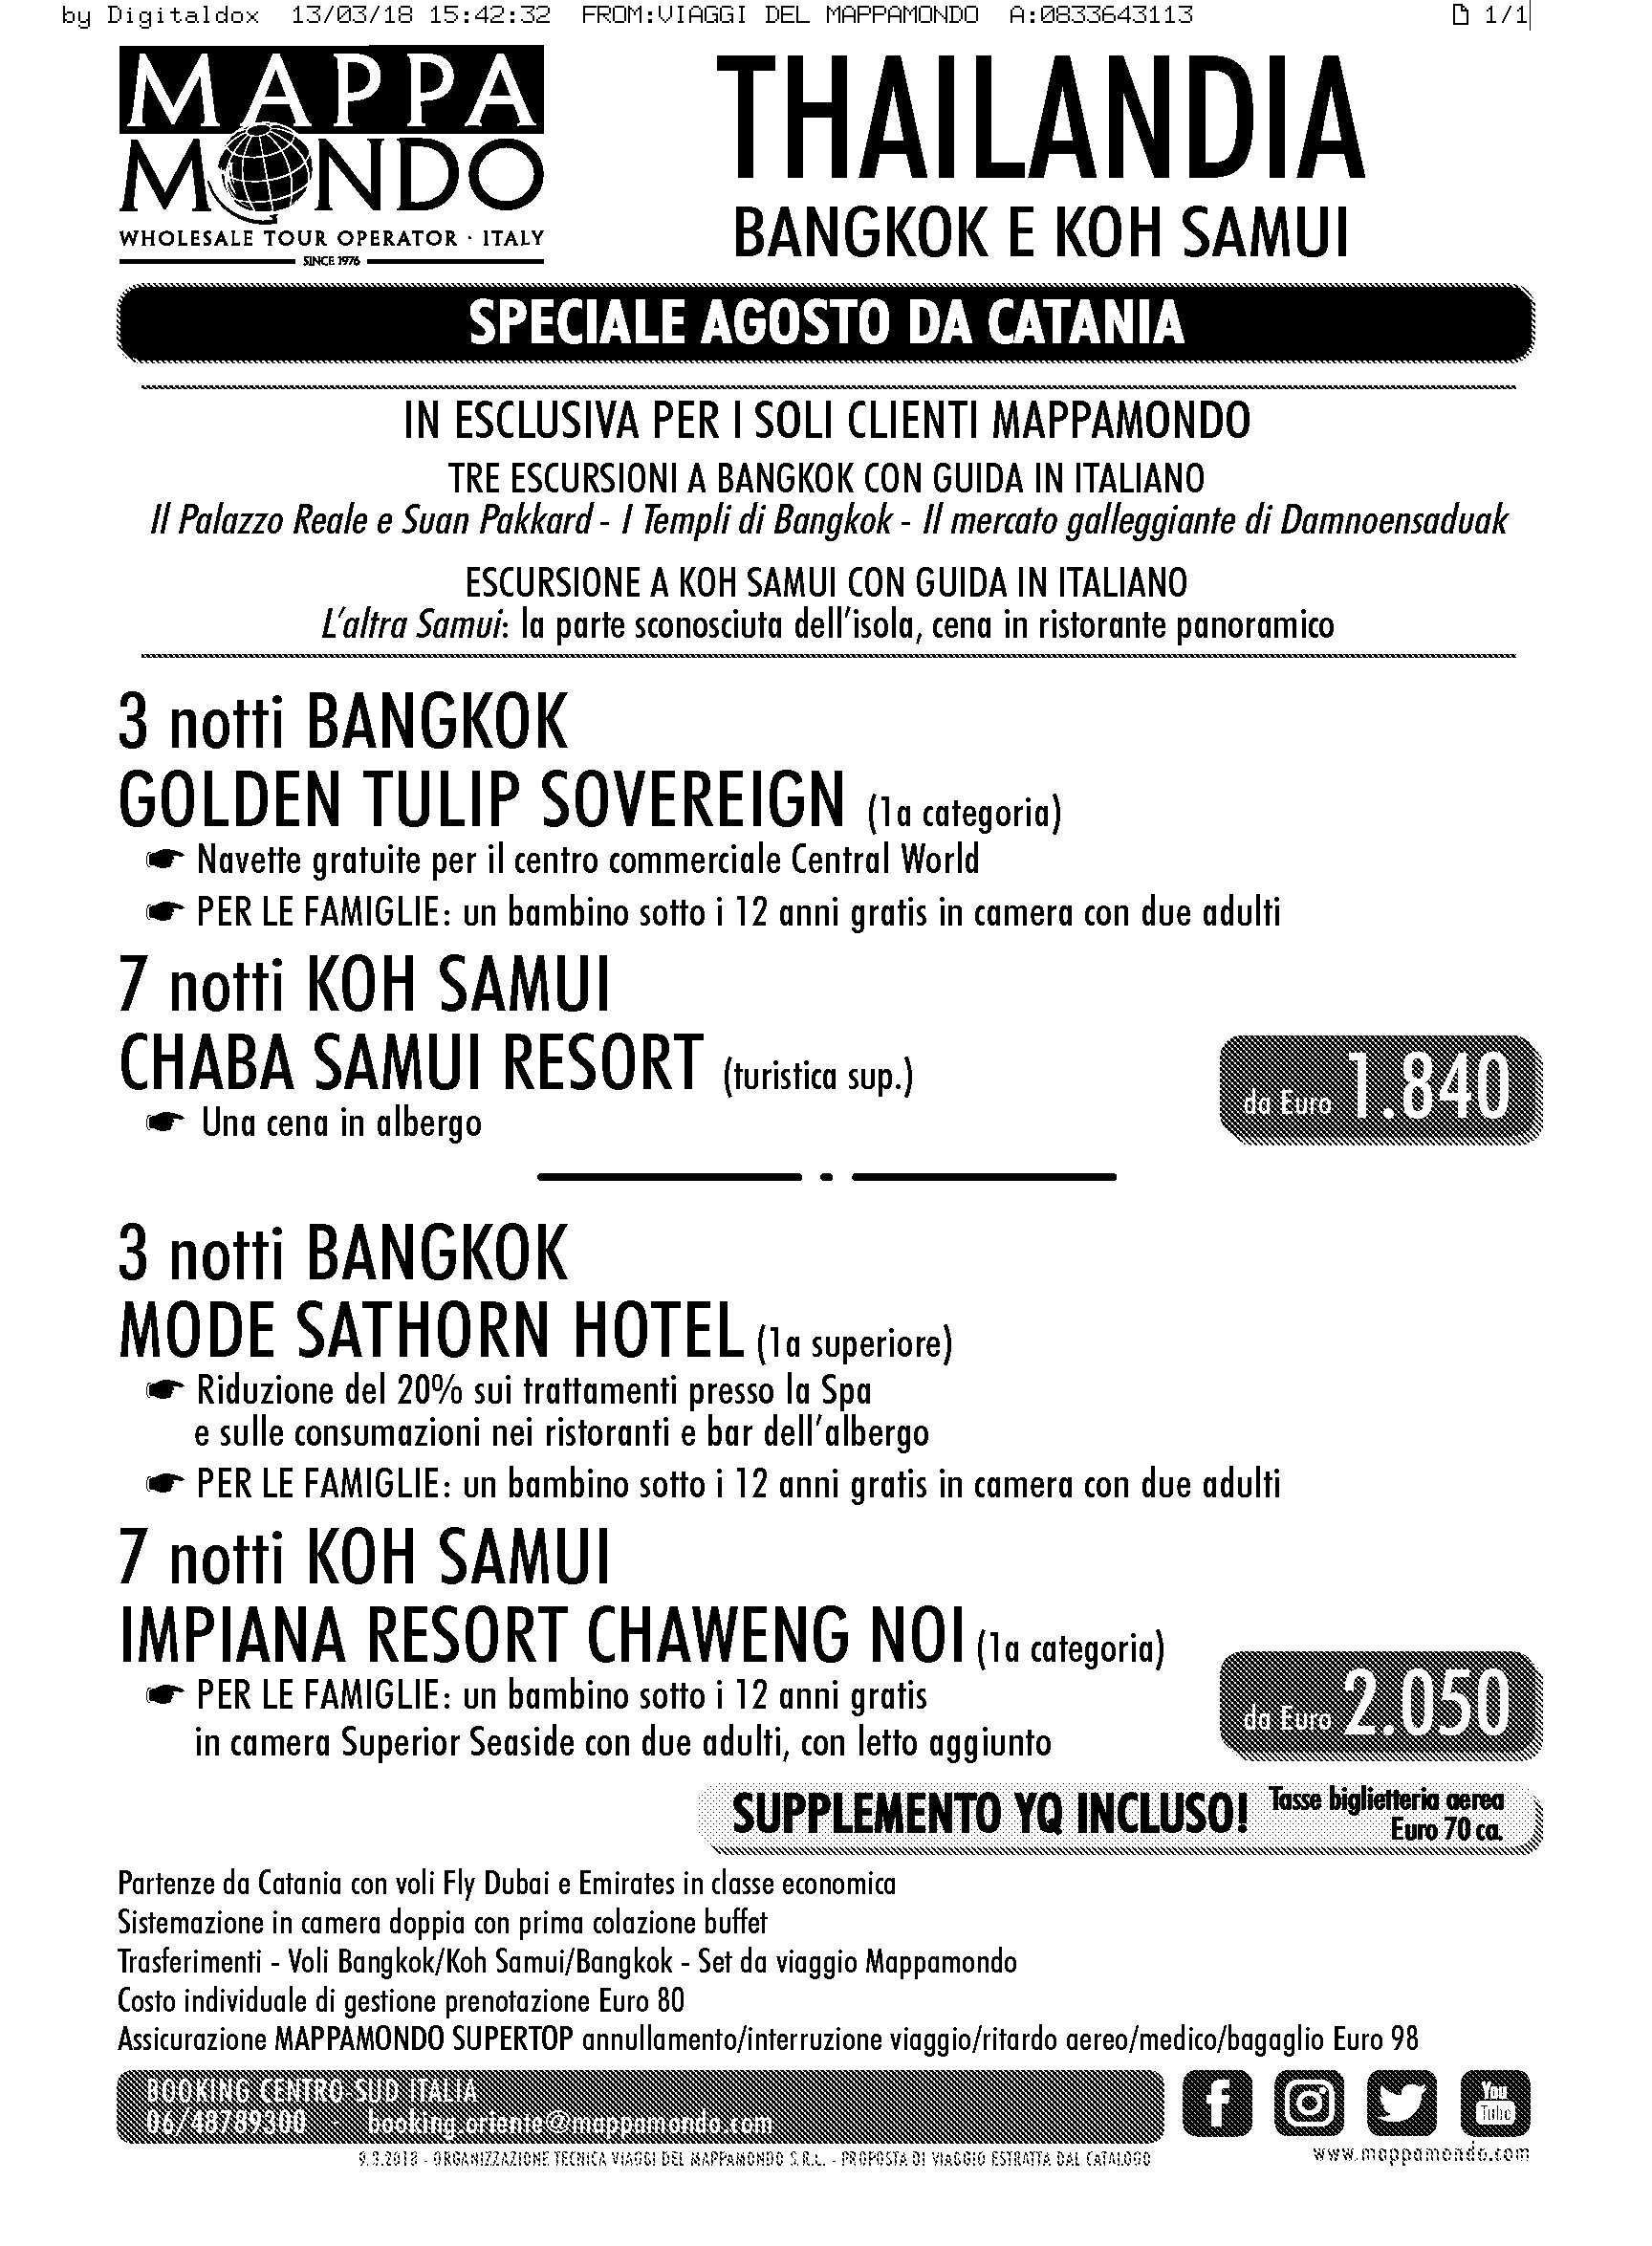 by Digitaldox 13/03/18 15:42:32 FROM:VIAGGI DEL MAPPAMONDO A:0833643113 1/1
MAPPA
MONDO
WHOLESALE TOUR OPERATOR · ITALY
SINCE 1976
THAILANDIA
BANGKOK E KOH SAMUI
SPECIALE AGOSTO DA CATANIA
IN ESCLUSIVA PER I SOLI CLIENTI MAPPAMONDO
TRE ESCURSIONI A BANGKOK CON GUIDA IN ITALIANO
Il Palazzo Reale e Suan Pakkard - I Templi di Bangkok - Il mercato galleggiante di Damnoensaduak
ESCURSIONE A KOH SAMUI CON GUIDA IN ITALIANO
L'altra Samui: la parte sconosciuta dell'isola, cena in ristorante panoramico
3 notti BANGKOK
GOLDEN TULIP SOVEREIGN (1a categoria)
☛ Navette gratuite per il centro commerciale Central World
☛ PER LE FAMIGLIE: un bambino sotto i 12 anni gratis in camera con due adulti
7 notti KOH SAMUI
CHABA SAMUI RESORT (turistica sup.)
☛ Una cena in albergo
da Euro 1.840
3 notti BANGKOK
MODE SATHORN HOTEL (1a superiore)
☛ Riduzione del 20% sui trattamenti presso la Spa
e sulle consumazioni nei ristoranti e bar dell'albergo
☛ PER LE FAMIGLIE: un bambino sotto i 12 anni gratis in camera con due adulti
7 notti KOH SAMUI
IMPIANA RESORT CHAWENG NOI (1a categoria)
☛ PER LE FAMIGLIE: un bambino sotto i 12 anni gratis
in camera Superior Seaside con due adulti, con letto aggiunto
da Euro 2.050
SUPPLEMENTO YQ INCLUSO! Tasse biglietteria aerea
Euro 70 ca.
Partenze da Catania con voli Fly Dubai e Emirates in classe economica
Sistemazione in camera doppia con prima colazione buffet
Trasferimenti - Voli Bangkok/Koh Samui/Bangkok - Set da viaggio Mappamondo
Costo individuale di gestione prenotazione Euro 80
Assicurazione MAPPAMONDO SUPERTOP annullamento/interruzione viaggio/ritardo aereo/medico/bagaglio Euro 98
BOOKING CENTRO-SUD ITALIA
06/48789300 - booking.oriente@mappamondo.com
You
Tube
9.3.2018 - ORGANIZZAZIONE TECNICA VIAGGI DEL MAPPAMONDO S.R.L. - PROPOSTA DI VIAGGIO ESTRATTA DAL CATALOGO
www.mappamondo.com